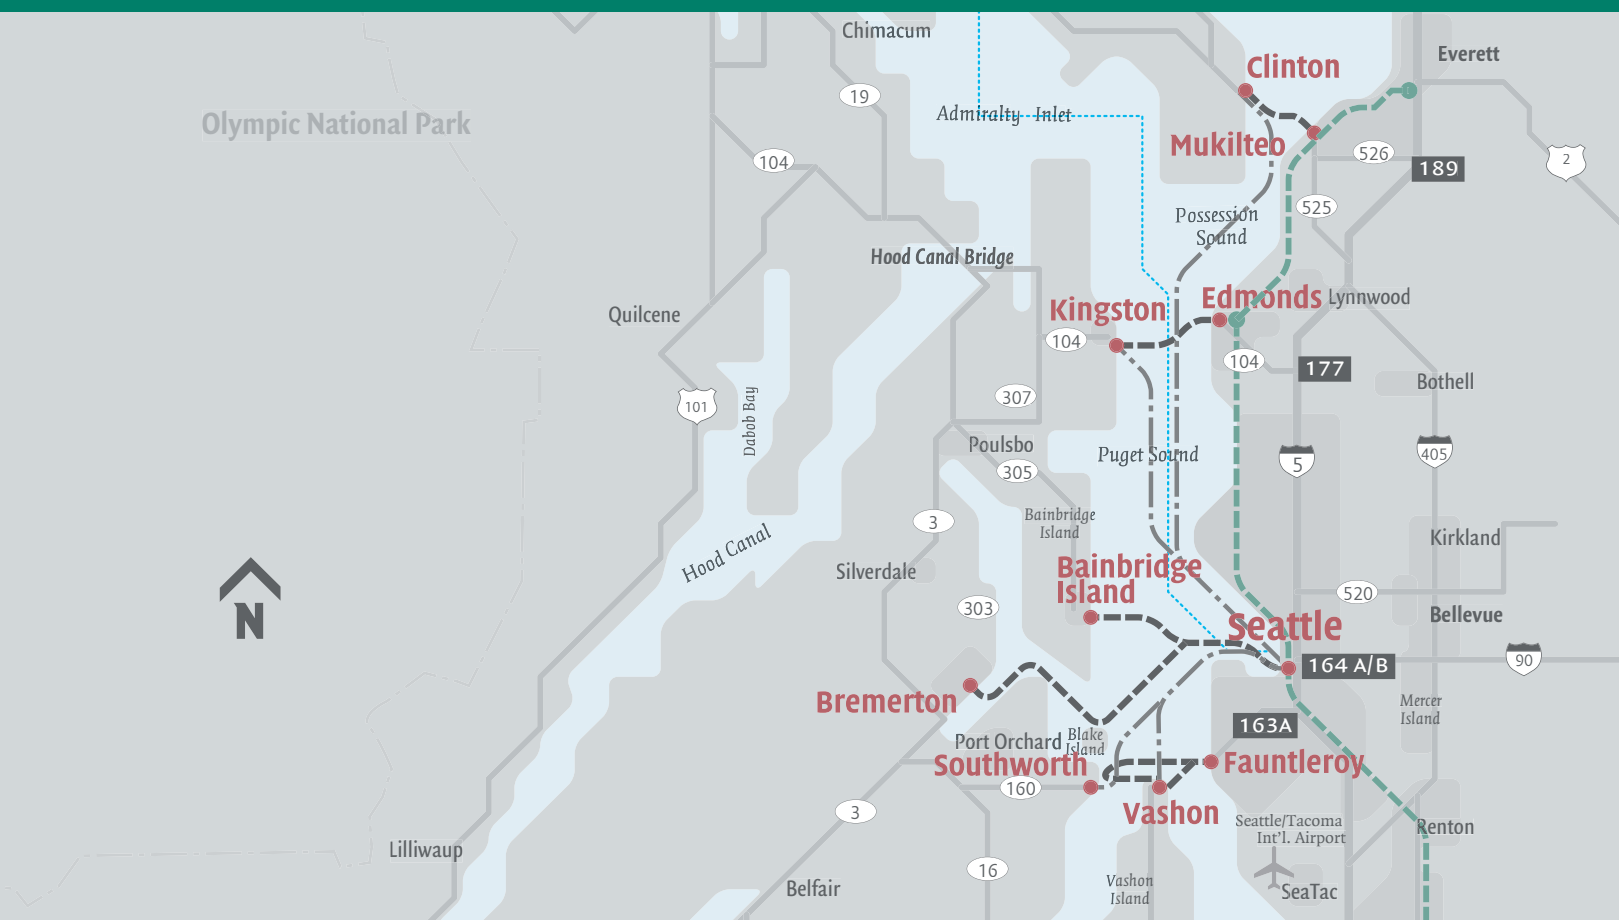 Chimacum
Everett
Clinton
19
Olympic National Park
Admiralty Inlet
Mukilteo
526
104
2
189
525
Possession
Sound
Hood Canal Bridge
Edmonds
Lynnwood
Kingston
Quilcene
104
104
177
Bothell
307
101
Dabob Bay
Poulsbo
Puget Sound
405
5
305
Bainbridge
Island
3
Kirkland
Hood Canal
Silverdale
Bainbridge
Island
520
N
303
Bellevue
Seattle
90
164 A/B
Bremerton
Mercer
Island
163A
Port Orchard
Blake
Island
Southworth
Fauntleroy
160
3
Vashon
Seattle/Tacoma
Int'l. Airport
Renton
Lilliwaup
16
Belfair
Vashon
Island
SeaTac